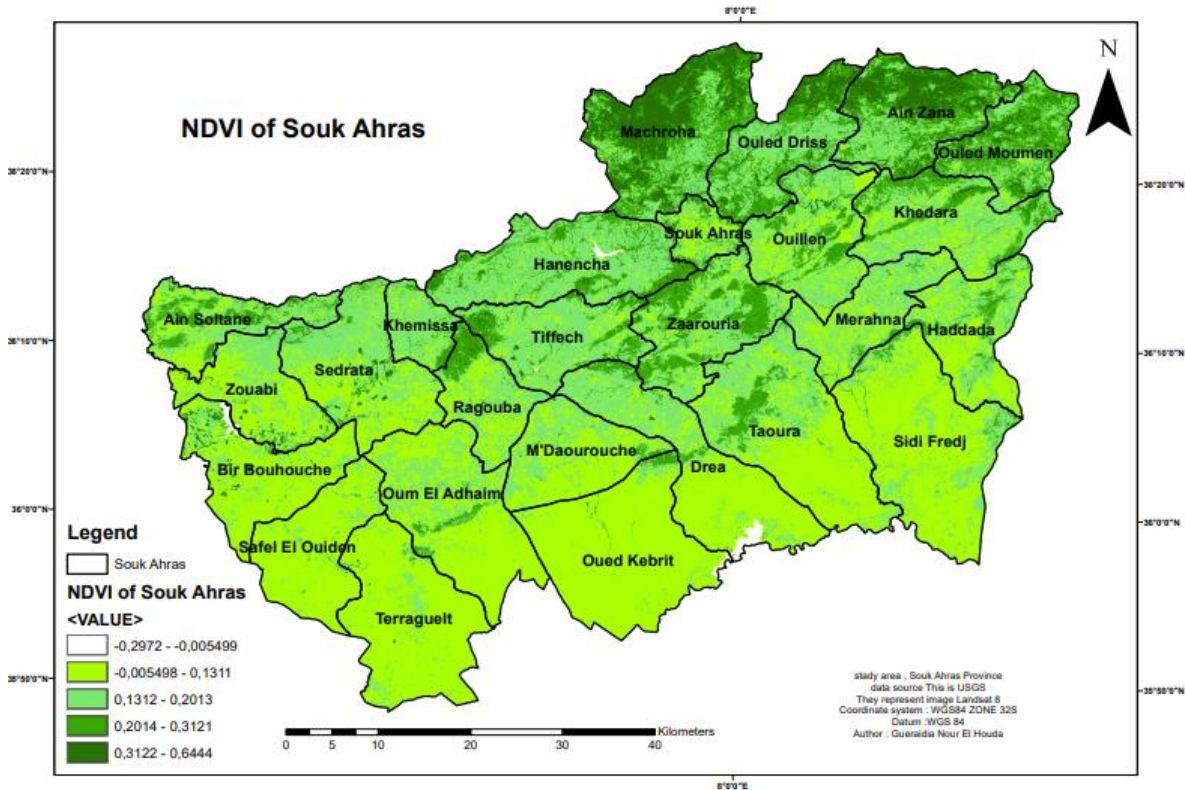 8°0'0"E
N
NDVI of Souk Ahras
Machroha
Ain Zana
Ouled Driss
Ouled Moumen
36°20'0"N
36°20'0"N
Khedara
Souk Ahras
Ouillen
Hanencha
Ain Soltane
Khemissa
Tiffech
Zaarouria
Merahna
Haddada
36°10'0"N
36°10'0"N
Sedrata
Zouabi
Ragouba
Taoura
Sidi Fredj
M'Daourouche
Drea
Bir Bouhouche
Oum El Adhaim
36°0'0"N
36°0'0"N
Safel El Ouiden
Oued Kebrit
Terraguelt
Legend
Souk Ahras
NDVI of Souk Ahras
<VALUE>
-0,2972 - -0,005499
-0,005498 - 0,1311
0,1312 - 0,2013
0,2014 - 0,3121
0,3122 - 0,6444
35°50'0"N
35°50'0"N
Kilometers
0 5 10 20 30 40
stady area , Souk Ahras Province
data source This is USGS
They represent image Landsat 8
Coordinate system : WGS84 ZONE 32S
Datum :WGS 84
Author : Gueraidia Nour El Houda
8°0'0"E